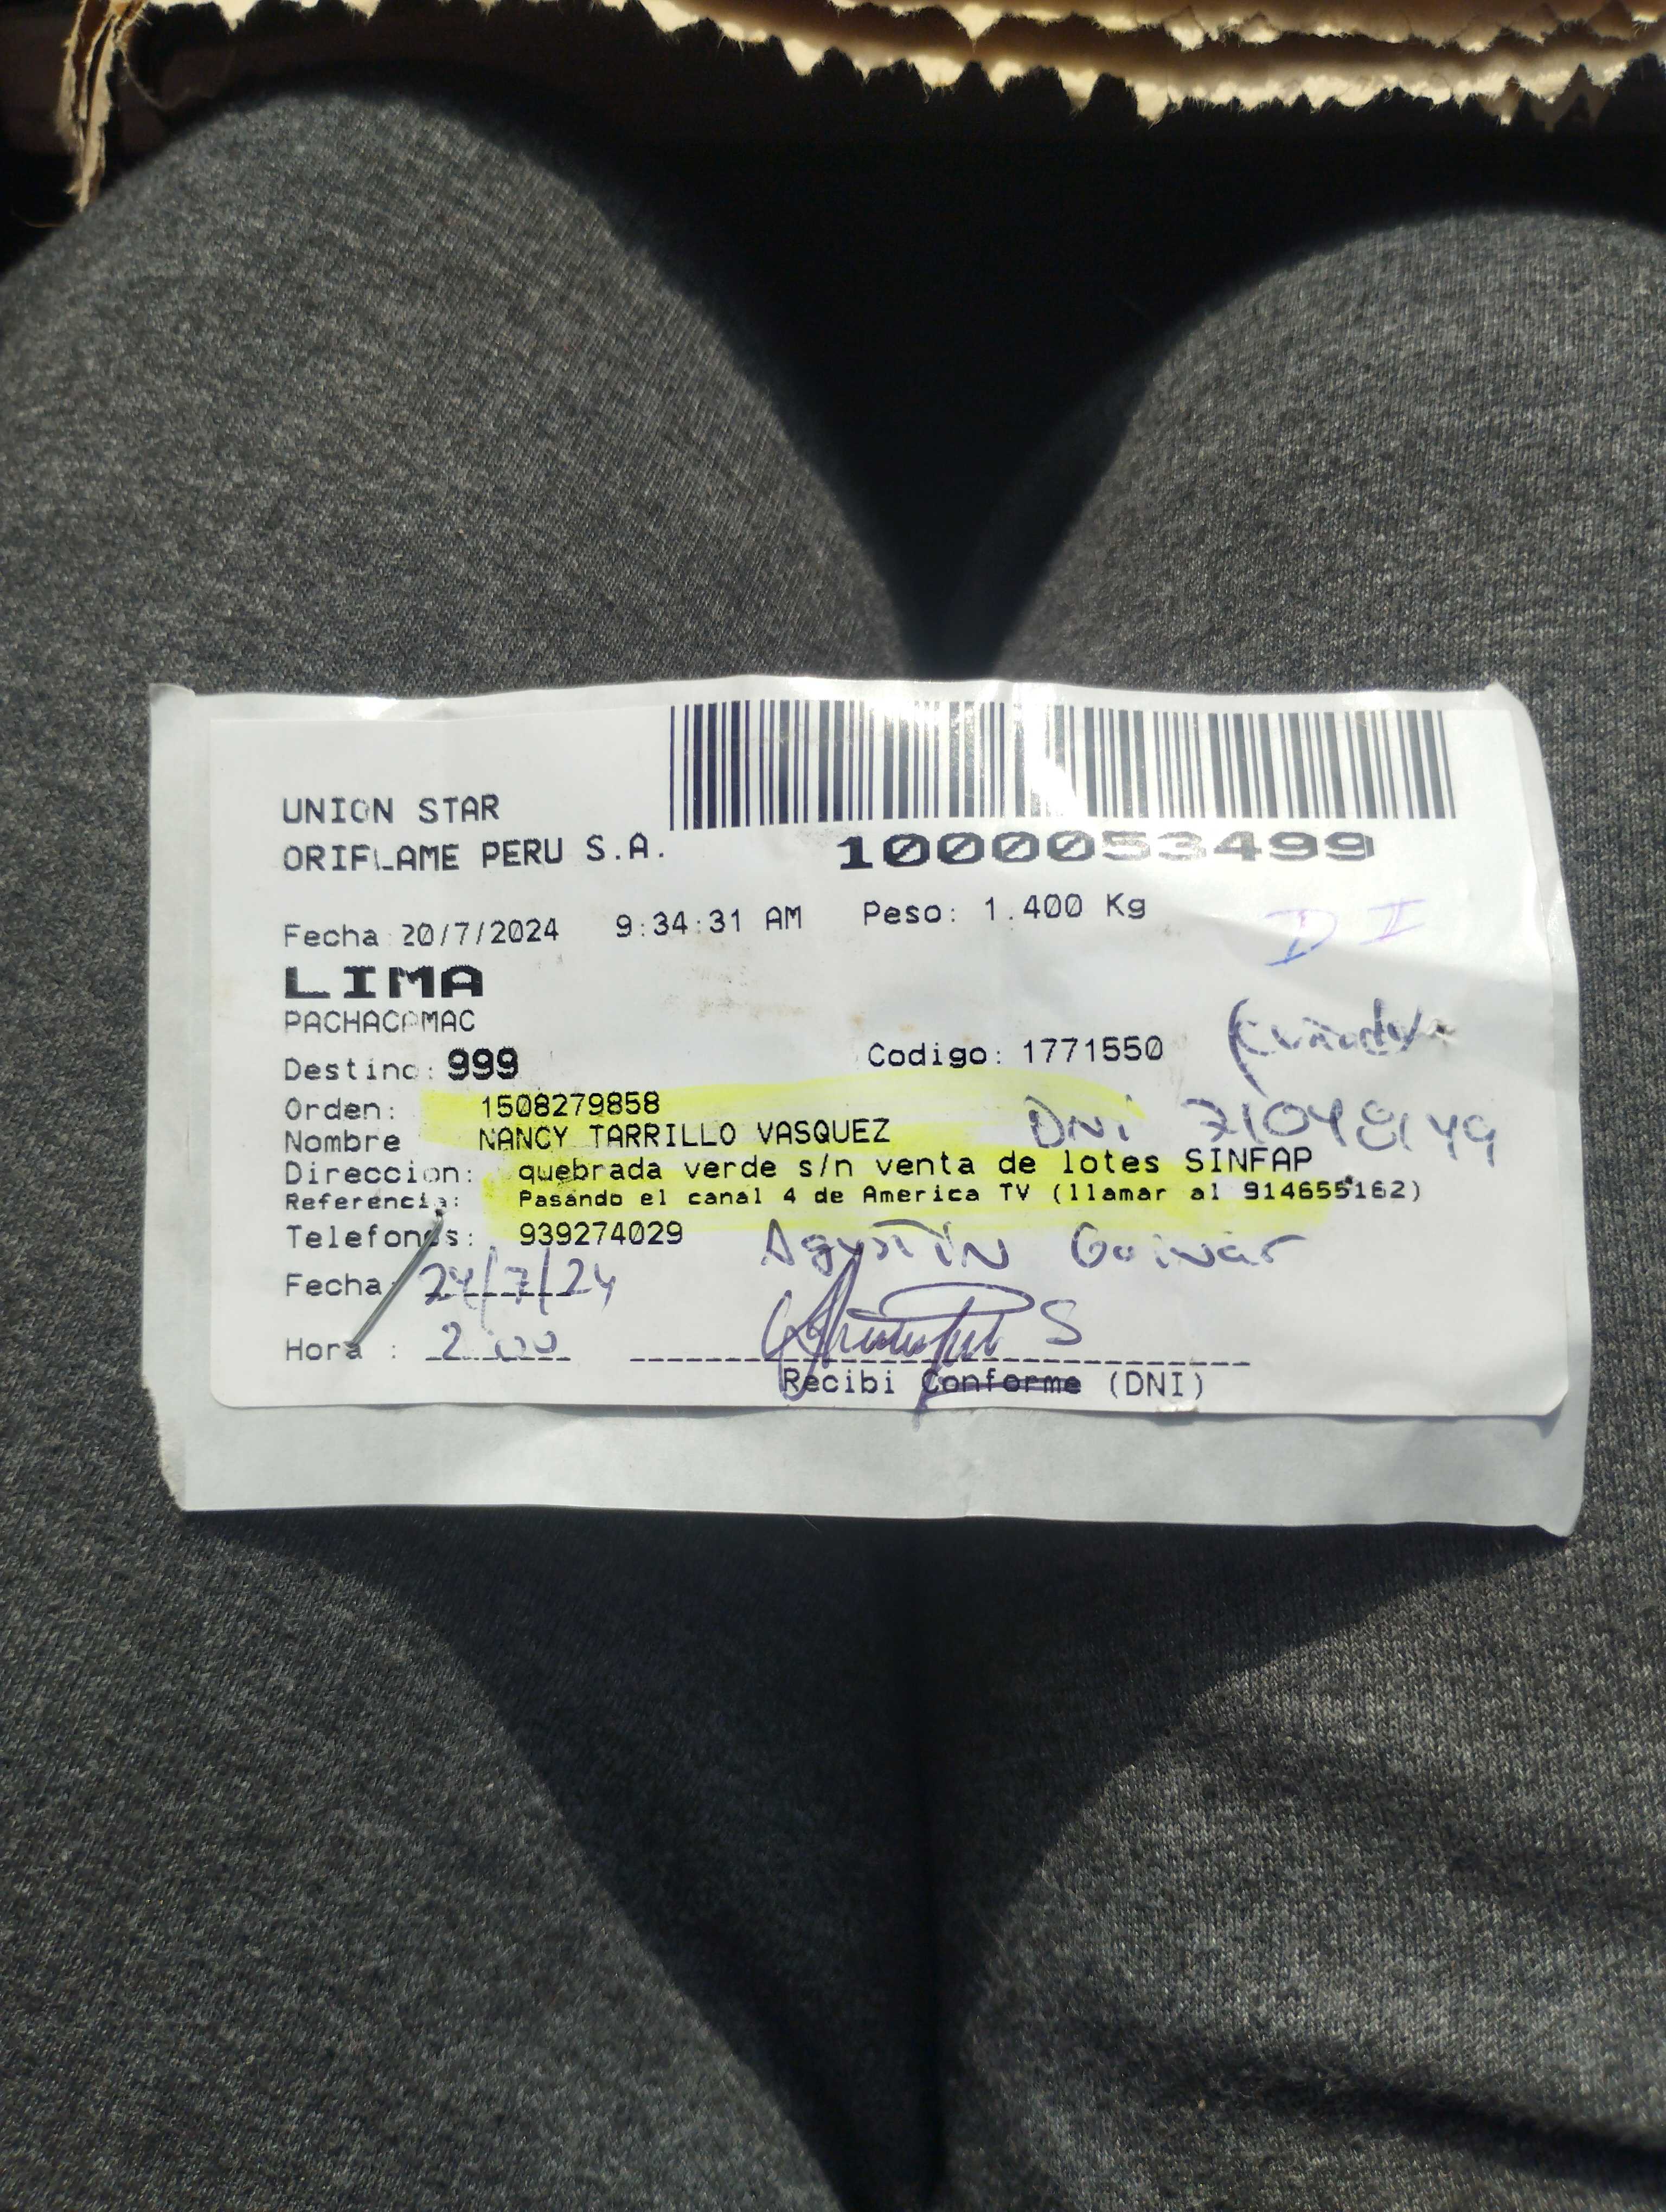 UNION STAR
ORIFLAME PERU S.A.
1000053499
Fecha 20/7/2024 9:34:31 AM Peso: 1.400 Kg
D I
LIMA
PACHACAMAC
Destino: 999 Codigo: 1771550
Orden: 1508279858
Nombre NANCY TARRILLO VASQUEZ DNi 71048149
Direccion: quebrada verde s/n venta de lotes SINFAP
Referencia: Pasando el canal 4 de America TV (llamar al 914655162)
Telefonos: 939274029 Agustin
Fecha 24/7/24
Hora : 2:00
Recibi Conforme (DNI)